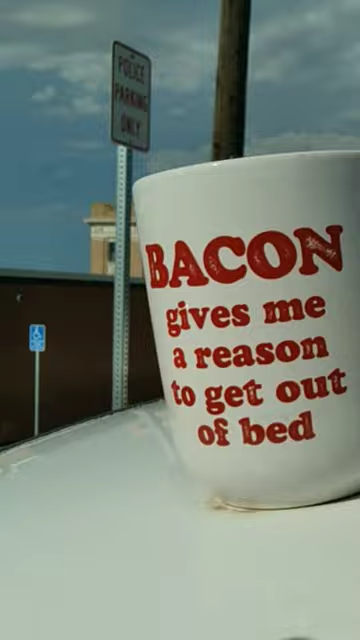 POLICE
PARKING
ONLY
BACON
gives me
a reason
to get out
of bed